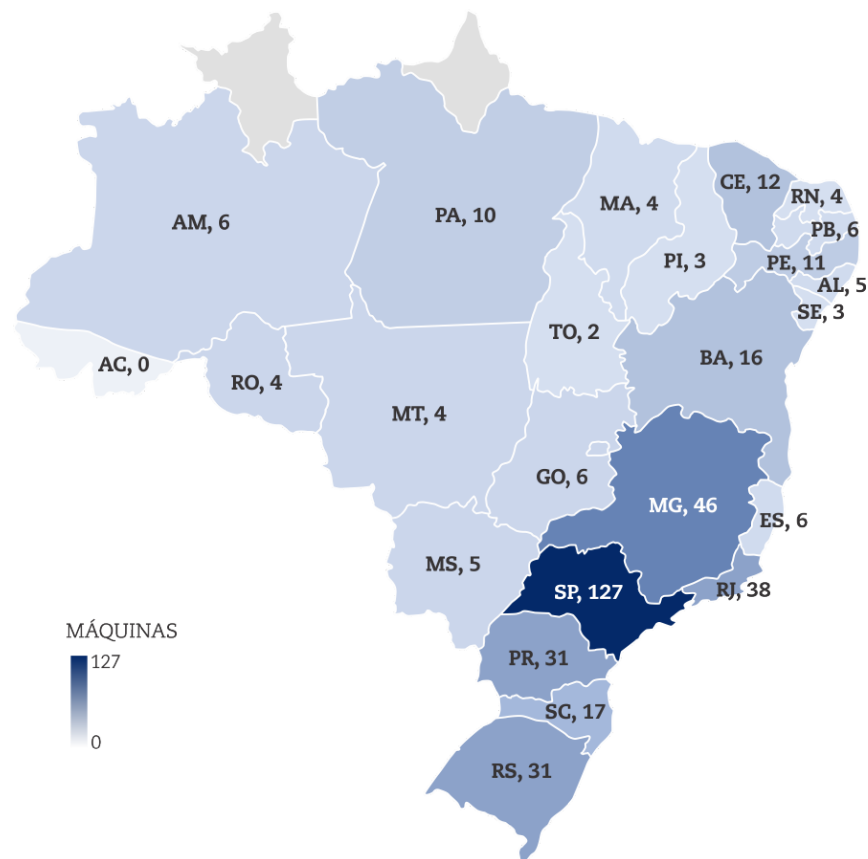 CE, 12
RN, 4
MA, 4
PA, 10
AM, 6
PB, 6
PI, 3
PE, 11
AL, 5
SE, 3
TO, 2
BA, 16
AC, 0
RO, 4
MT, 4
GO, 6
MG, 46
ES, 6
MS, 5
SP, 127
RJ, 38
MÁQUINAS
127
0
PR, 31
SC, 17
RS, 31